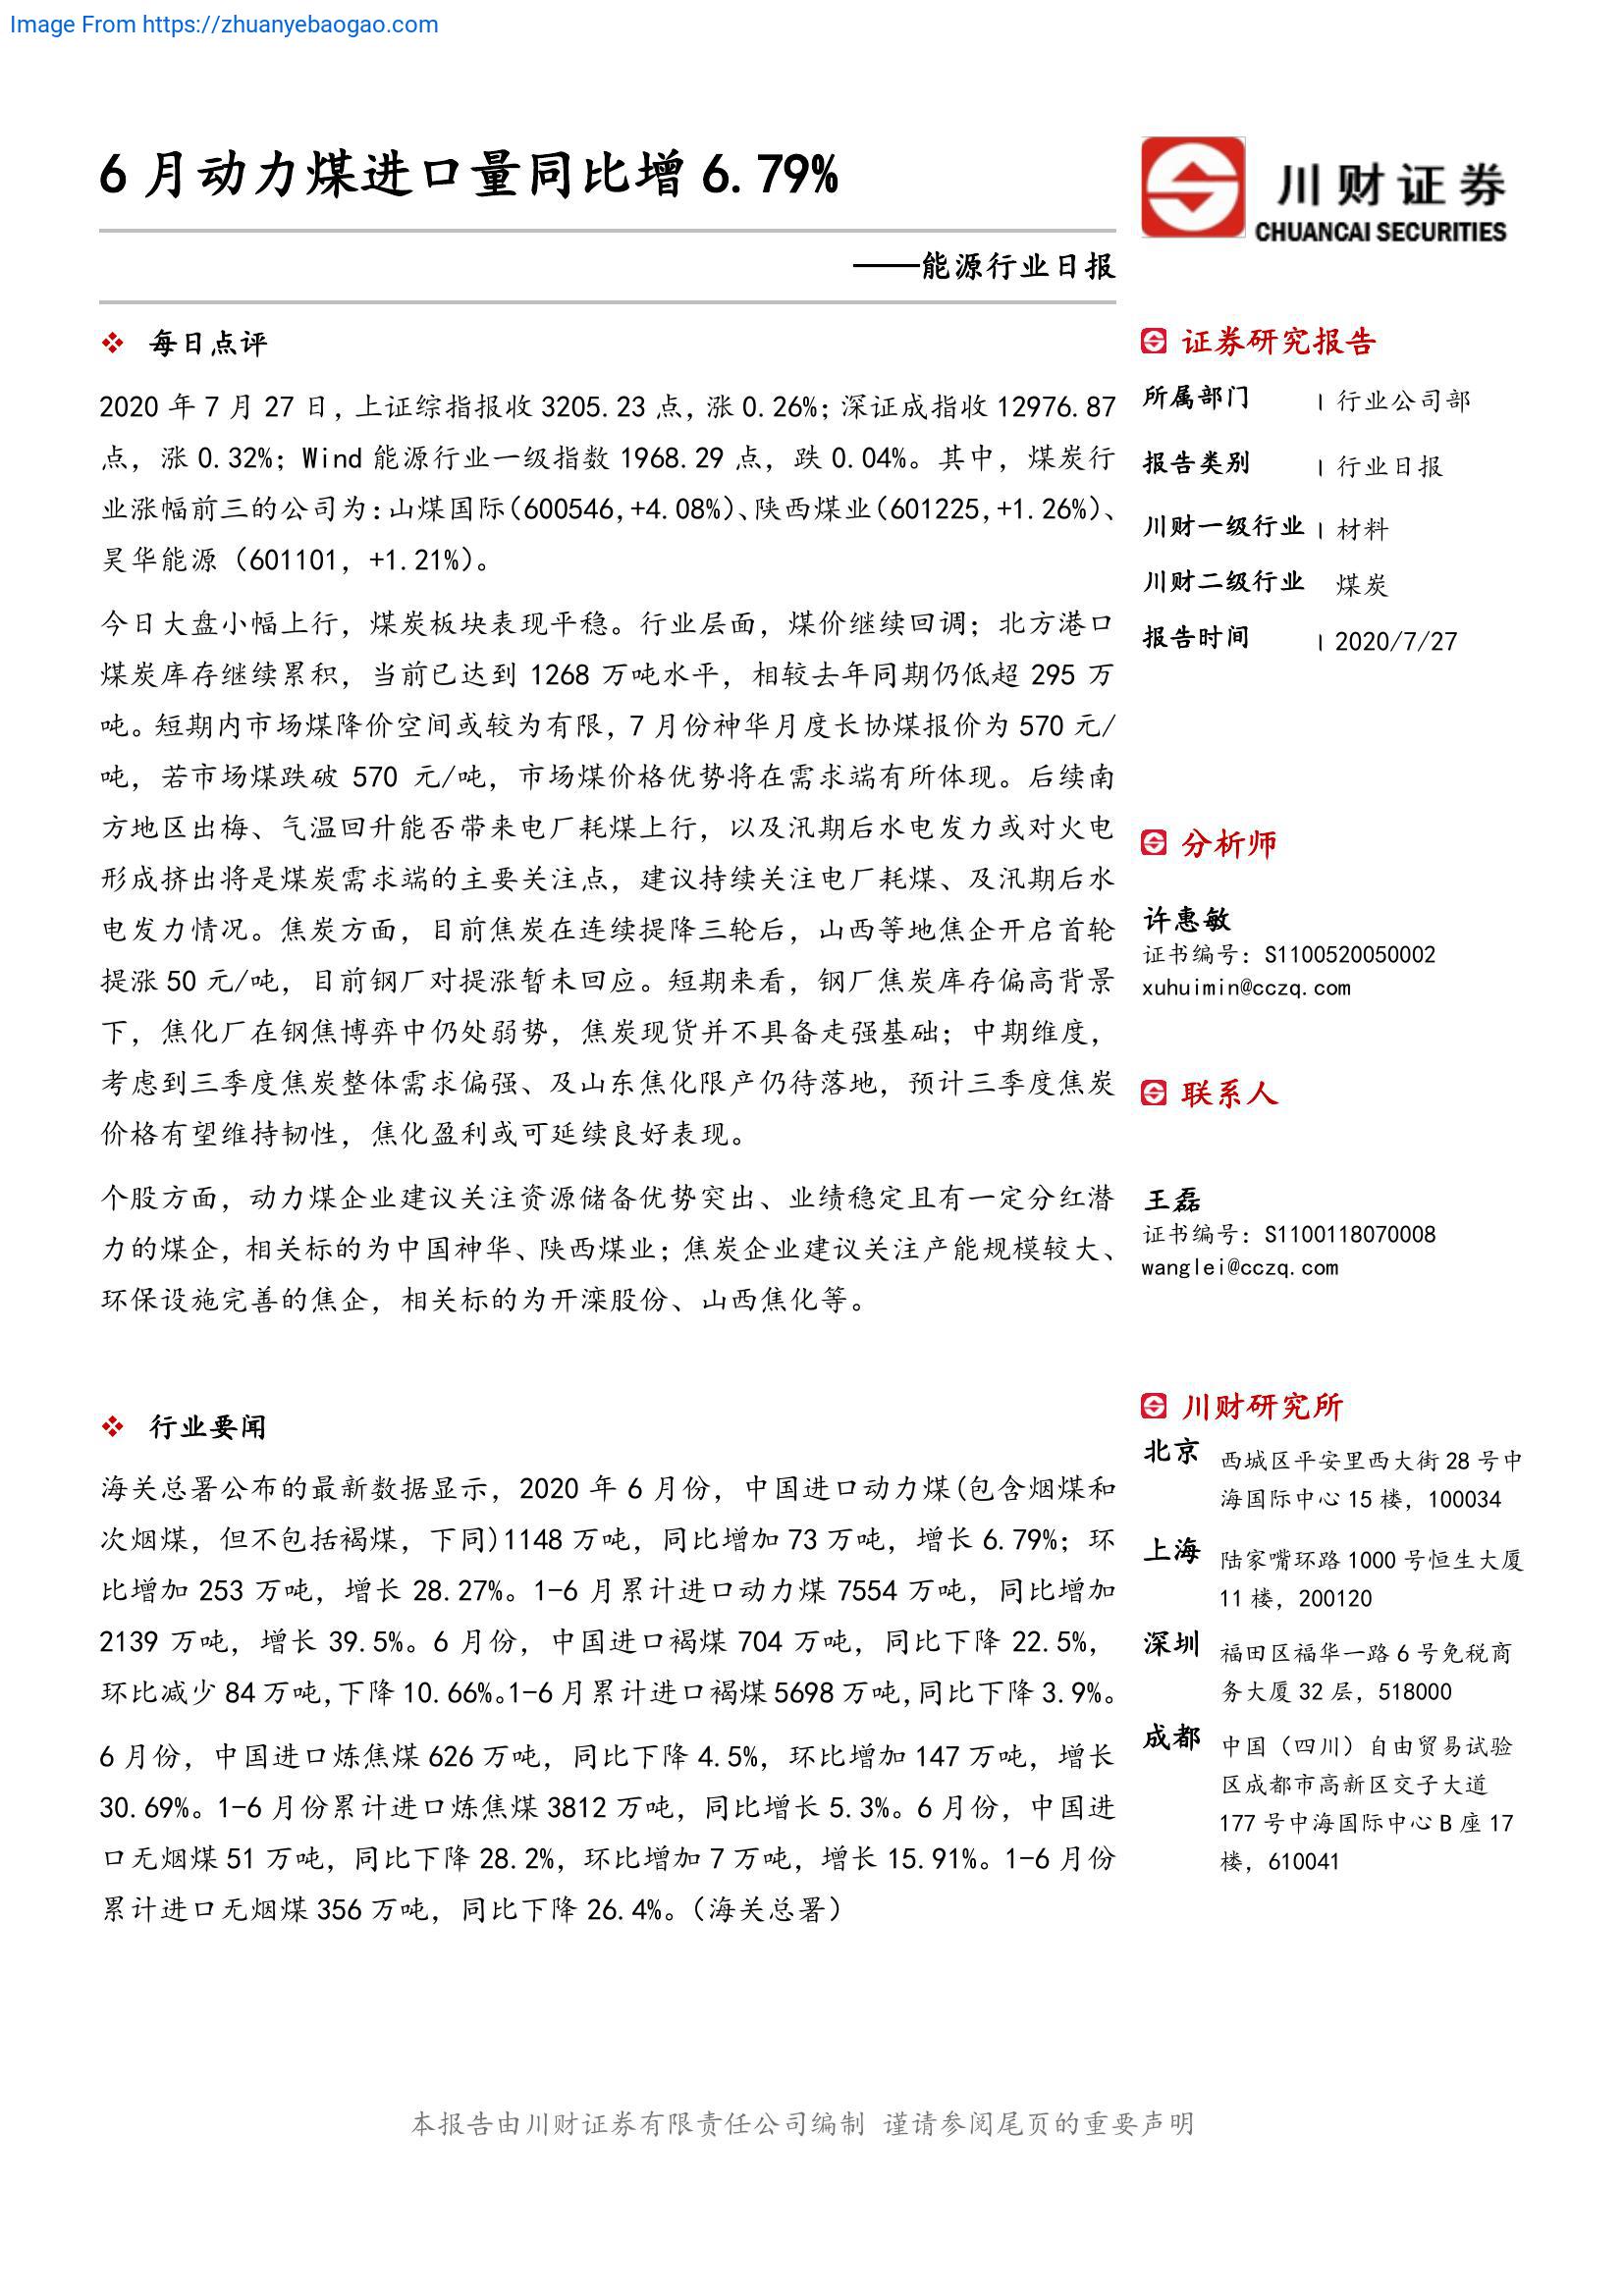 Image From https://zhuanyebaogao.com
6 月动力煤进口量同比增 6.79%
——能源行业日报
川财证券
CHUANCAI SECURITIES
❖ 每日点评
2020 年 7 月 27 日，上证综指报收 3205.23 点，涨 0.26%；深证成指收 12976.87
点，涨 0.32%；Wind 能源行业一级指数 1968.29 点，跌 0.04%。其中，煤炭行
业涨幅前三的公司为：山煤国际（600546,+4.08%）、陕西煤业（601225,+1.26%）、
昊华能源（601101，+1.21%）。
今日大盘小幅上行，煤炭板块表现平稳。行业层面，煤价继续回调；北方港口
煤炭库存继续累积，当前已达到 1268 万吨水平，相较去年同期仍低超 295 万
吨。短期内市场煤降价空间或较为有限，7 月份神华月度长协煤报价为 570 元/
吨，若市场煤跌破 570 元/吨，市场煤价格优势将在需求端有所体现。后续南
方地区出梅、气温回升能否带来电厂耗煤上行，以及汛期后水电发力或对火电
形成挤出将是煤炭需求端的主要关注点，建议持续关注电厂耗煤、及汛期后水
电发力情况。焦炭方面，目前焦炭在连续提降三轮后，山西等地焦企开启首轮
提涨 50 元/吨，目前钢厂对提涨暂未回应。短期来看，钢厂焦炭库存偏高背景
下，焦化厂在钢焦博弈中仍处弱势，焦炭现货并不具备走强基础；中期维度，
考虑到三季度焦炭整体需求偏强、及山东焦化限产仍待落地，预计三季度焦炭
价格有望维持韧性，焦化盈利或可延续良好表现。
个股方面，动力煤企业建议关注资源储备优势突出、业绩稳定且有一定分红潜
力的煤企，相关标的为中国神华、陕西煤业；焦炭企业建议关注产能规模较大、
环保设施完善的焦企，相关标的为开滦股份、山西焦化等。
❖ 行业要闻
海关总署公布的最新数据显示，2020 年 6 月份，中国进口动力煤(包含烟煤和
次烟煤，但不包括褐煤，下同)1148 万吨，同比增加 73 万吨，增长 6.79%；环
比增加 253 万吨，增长 28.27%。1-6 月累计进口动力煤 7554 万吨，同比增加
2139 万吨，增长 39.5%。6 月份，中国进口褐煤 704 万吨，同比下降 22.5%，
环比减少 84 万吨，下降 10.66%。1-6 月累计进口褐煤 5698 万吨，同比下降 3.9%。
6 月份，中国进口炼焦煤 626 万吨，同比下降 4.5%，环比增加 147 万吨，增长
30.69%。1-6 月份累计进口炼焦煤 3812 万吨，同比增长 5.3%。6 月份，中国进
口无烟煤 51 万吨，同比下降 28.2%，环比增加 7 万吨，增长 15.91%。1-6 月份
累计进口无烟煤 356 万吨，同比下降 26.4%。（海关总署）
证券研究报告
所属部门 | 行业公司部
报告类别 | 行业日报
川财一级行业 | 材料
川财二级行业 煤炭
报告时间 | 2020/7/27
分析师
许惠敏
证书编号：S1100520050002
xuhuimin@cczq.com
联系人
王磊
证书编号：S1100118070008
wanglei@cczq.com
川财研究所
北京 西城区平安里西大街 28 号中
海国际中心 15 楼，100034
上海 陆家嘴环路 1000 号恒生大厦
11 楼，200120
深圳 福田区福华一路 6 号免税商
务大厦 32 层，518000
成都 中国（四川）自由贸易试验
区成都市高新区交子大道
177 号中海国际中心 B 座 17
楼，610041
本报告由川财证券有限责任公司编制 谨请参阅尾页的重要声明